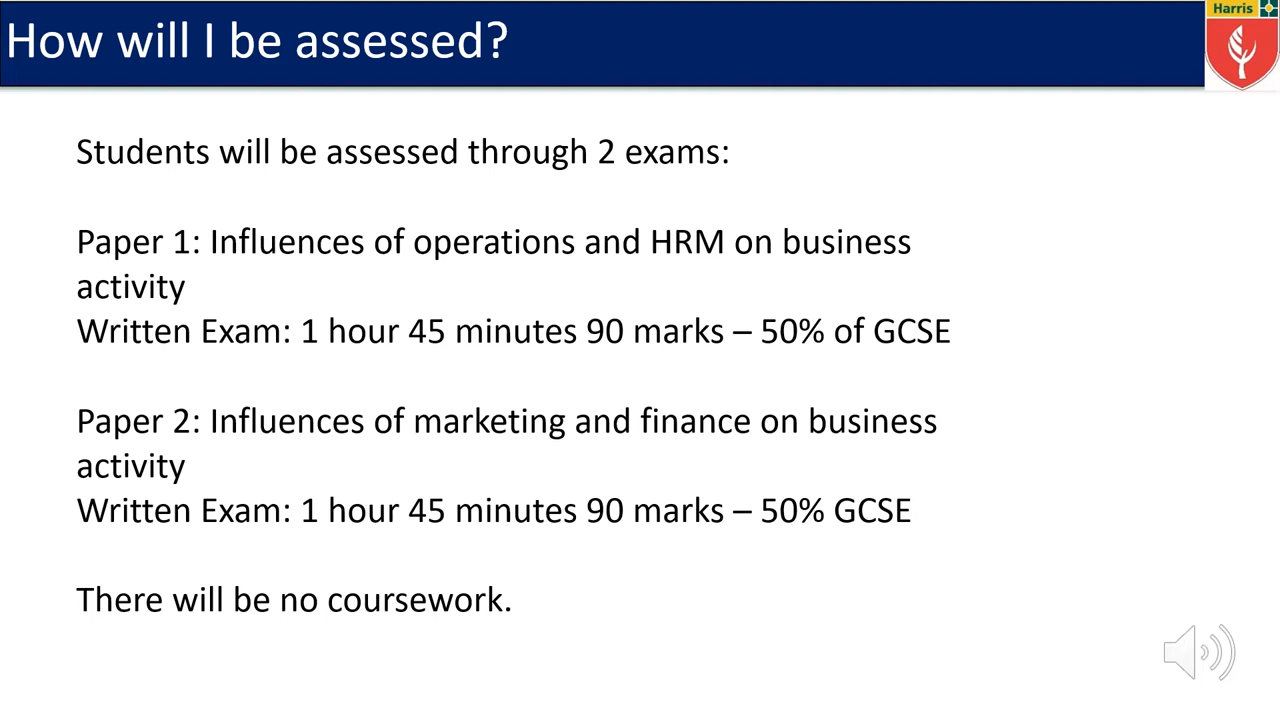 How will I be assessed?
Harris
Students will be assessed through 2 exams:
Paper 1: Influences of operations and HRM on business
activity
Written Exam: 1 hour 45 minutes 90 marks – 50% of GCSE
Paper 2: Influences of marketing and finance on business
activity
Written Exam: 1 hour 45 minutes 90 marks – 50% GCSE
There will be no coursework.